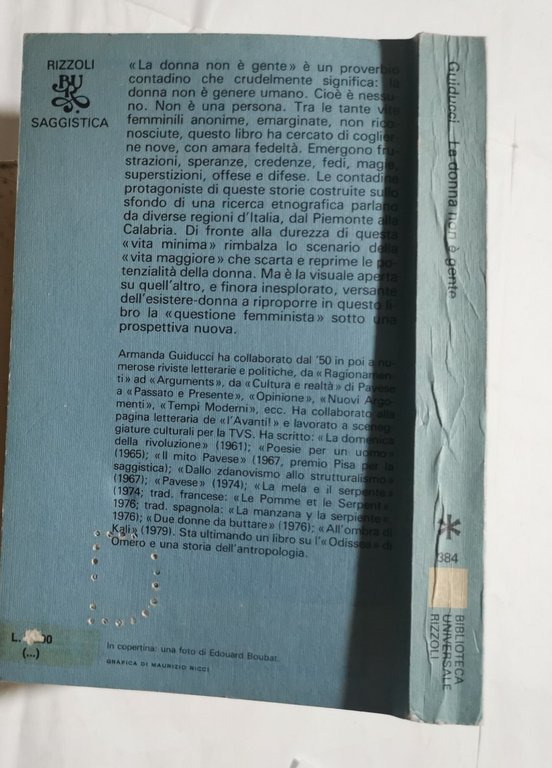 RIZZOLI
BUR
SAGGISTICA
«La donna non è gente» è un proverbio
contadino che crudelmente significa: la
donna non è genere umano. Cioè è nessu-
no. Non è una persona. Tra le tante vite
femminili anonime, emarginate, non rico-
nosciute, questo libro ha cercato di coglier-
ne nove, con amara fedeltà. Emergono fru-
strazioni, speranze, credenze, fedi, magie,
superstizioni, offese e difese. Le contadine
protagoniste di queste storie costruite sullo
sfondo di una ricerca etnografica parlano
da diverse regioni d'Italia, dal Piemonte alla
Calabria. Di fronte alla durezza di questa
«vita minima» rimbalza lo scenario della
«vita maggiore» che scarta e reprime le po-
tenzialità della donna. Ma è la visuale aperta
su quell'altro, e finora inesplorato, versante
dell'esistere-donna a riproporre in questo li-
bro la «questione femminista» sotto una
prospettiva nuova.
Armanda Guiducci ha collaborato dal '50 in poi a nu-
merose riviste letterarie e politiche, da «Ragionamen-
ti» ad «Arguments», da «Cultura e realtà» di Pavese
a «Passato e Presente», «Opinione», «Nuovi Argo-
menti», «Tempi Moderni», ecc. Ha collaborato alla
pagina letteraria de «l'Avanti!» e lavorato a sceneg-
giature culturali per la TVS. Ha scritto: «La domenica
della rivoluzione» (1961); «Poesie per un uomo»
(1965); «Il mito Pavese» (1967, premio Pisa per la
saggistica); «Dallo zdanovismo allo strutturalismo»
(1967); «Pavese» (1974); «La mela e il serpente»
(1974; trad. francese: «Le Pomme et le Serpent»,
1976; trad. spagnola: «La manzana y la serpiente»,
1976); «Due donne da buttare» (1976); «All'ombra di
Kali» (1979). Sta ultimando un libro su l'«Odissea» di
Omero e una storia dell'antropologia.
In copertina: una foto di Edouard Boubat.
GRAFICA DI MAURIZIO RICCI
L.
(...)
Guiducci La donna non è gente
384
BIBLIOTECA
UNIVERSALE
RIZZOLI